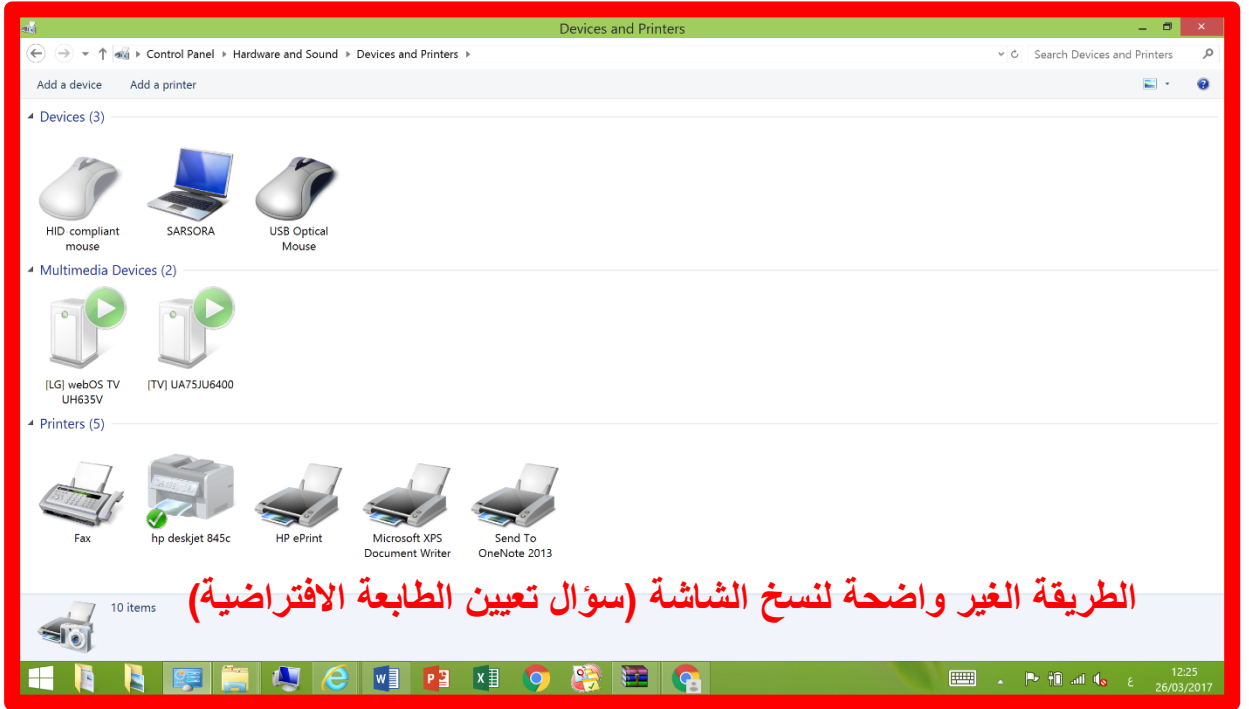 Devices and Printers
Control Panel Hardware and Sound Devices and Printers
Search Devices and Printers
Add a device Add a printer
Devices (3)
HID-compliant mouse
SARSORA
USB Optical Mouse
Multimedia Devices (2)
[LG] webOS TV UH635V
[TV] UA75JU6400
Printers (5)
Fax
hp deskjet 845c
HP ePrint
Microsoft XPS Document Writer
Send To OneNote 2013
10 items
الطريقة الغير واضحة لنسخ الشاشة (سؤال تعيين الطابعة الافتراضية)
ع
12:25
26/03/2017